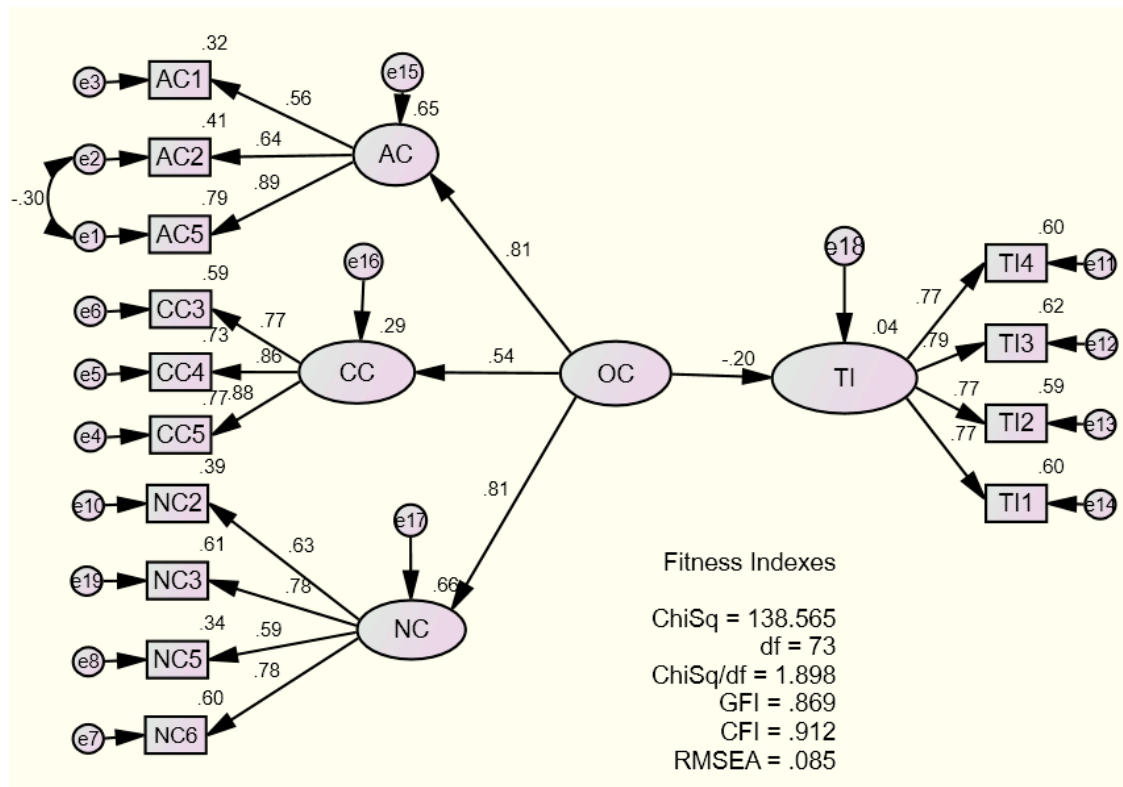 .32
e3 AC1
.56
e15
.65
AC
.41
e2 AC2
.64
-.30
.79
.89
e1 AC5
.81
e16
.59
e6 CC3
.77
.29
.73
e5 CC4
.86
CC
.54
OC
-.20
.77
.88
e4 CC5
.39
e10 NC2
.63
.81
e17
.61
e19 NC3
.78
.66
NC
.34
e8 NC5
.59
.78
.60
e7 NC6
e18
.04
TI
.60
TI4 e11
.77
.62
TI3 e12
.79
.59
TI2 e13
.77
.77
.60
TI1 e14
Fitness Indexes
ChiSq = 138.565
df = 73
ChiSq/df = 1.898
GFI = .869
CFI = .912
RMSEA = .085